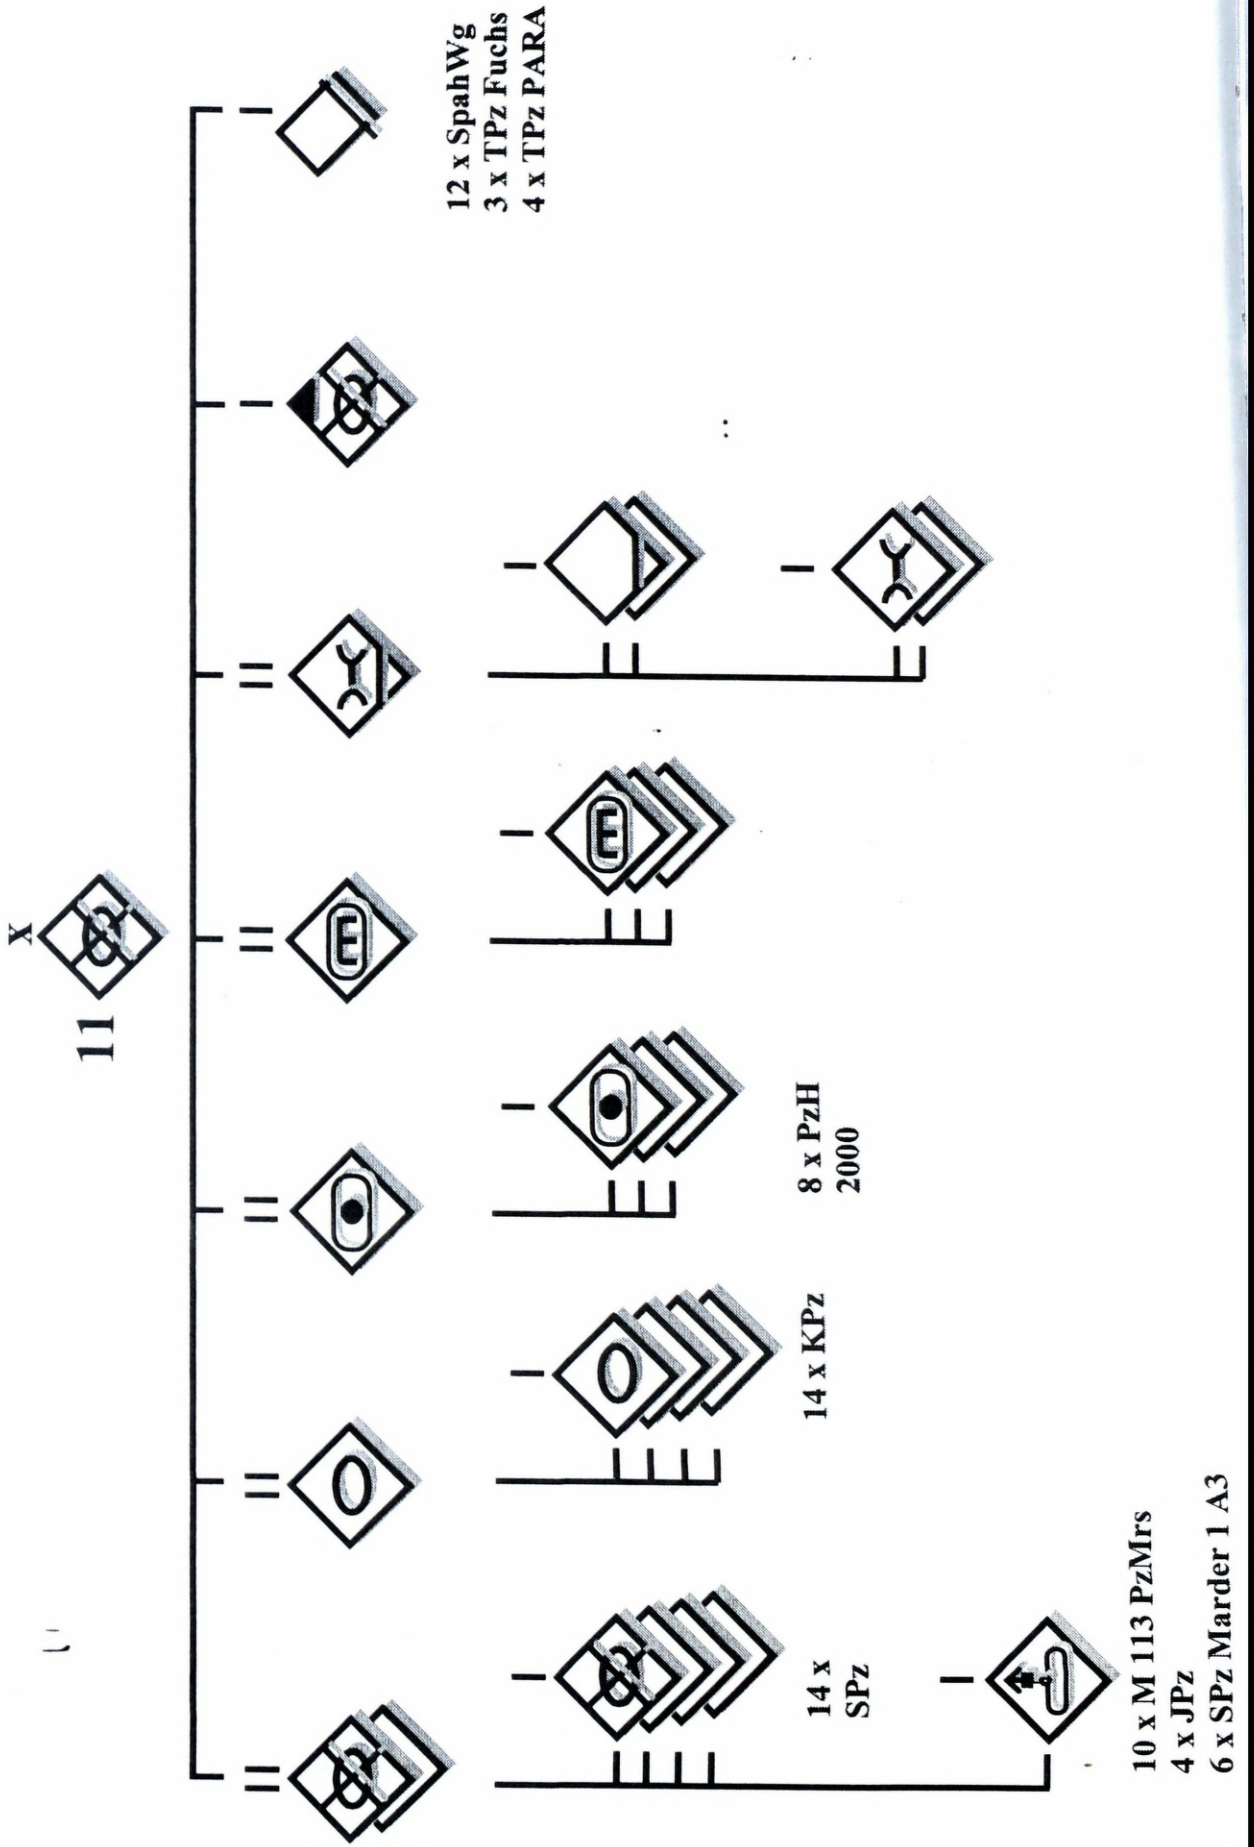 X
11
E
E
14 x
SPz
14 x KPz
8 x PzH
2000
12 x SpahWg
3 x TPz Fuchs
4 x TPz PARA
10 x M 113 PzMrs
4 x JPz
6 x SPz Marder 1 A3